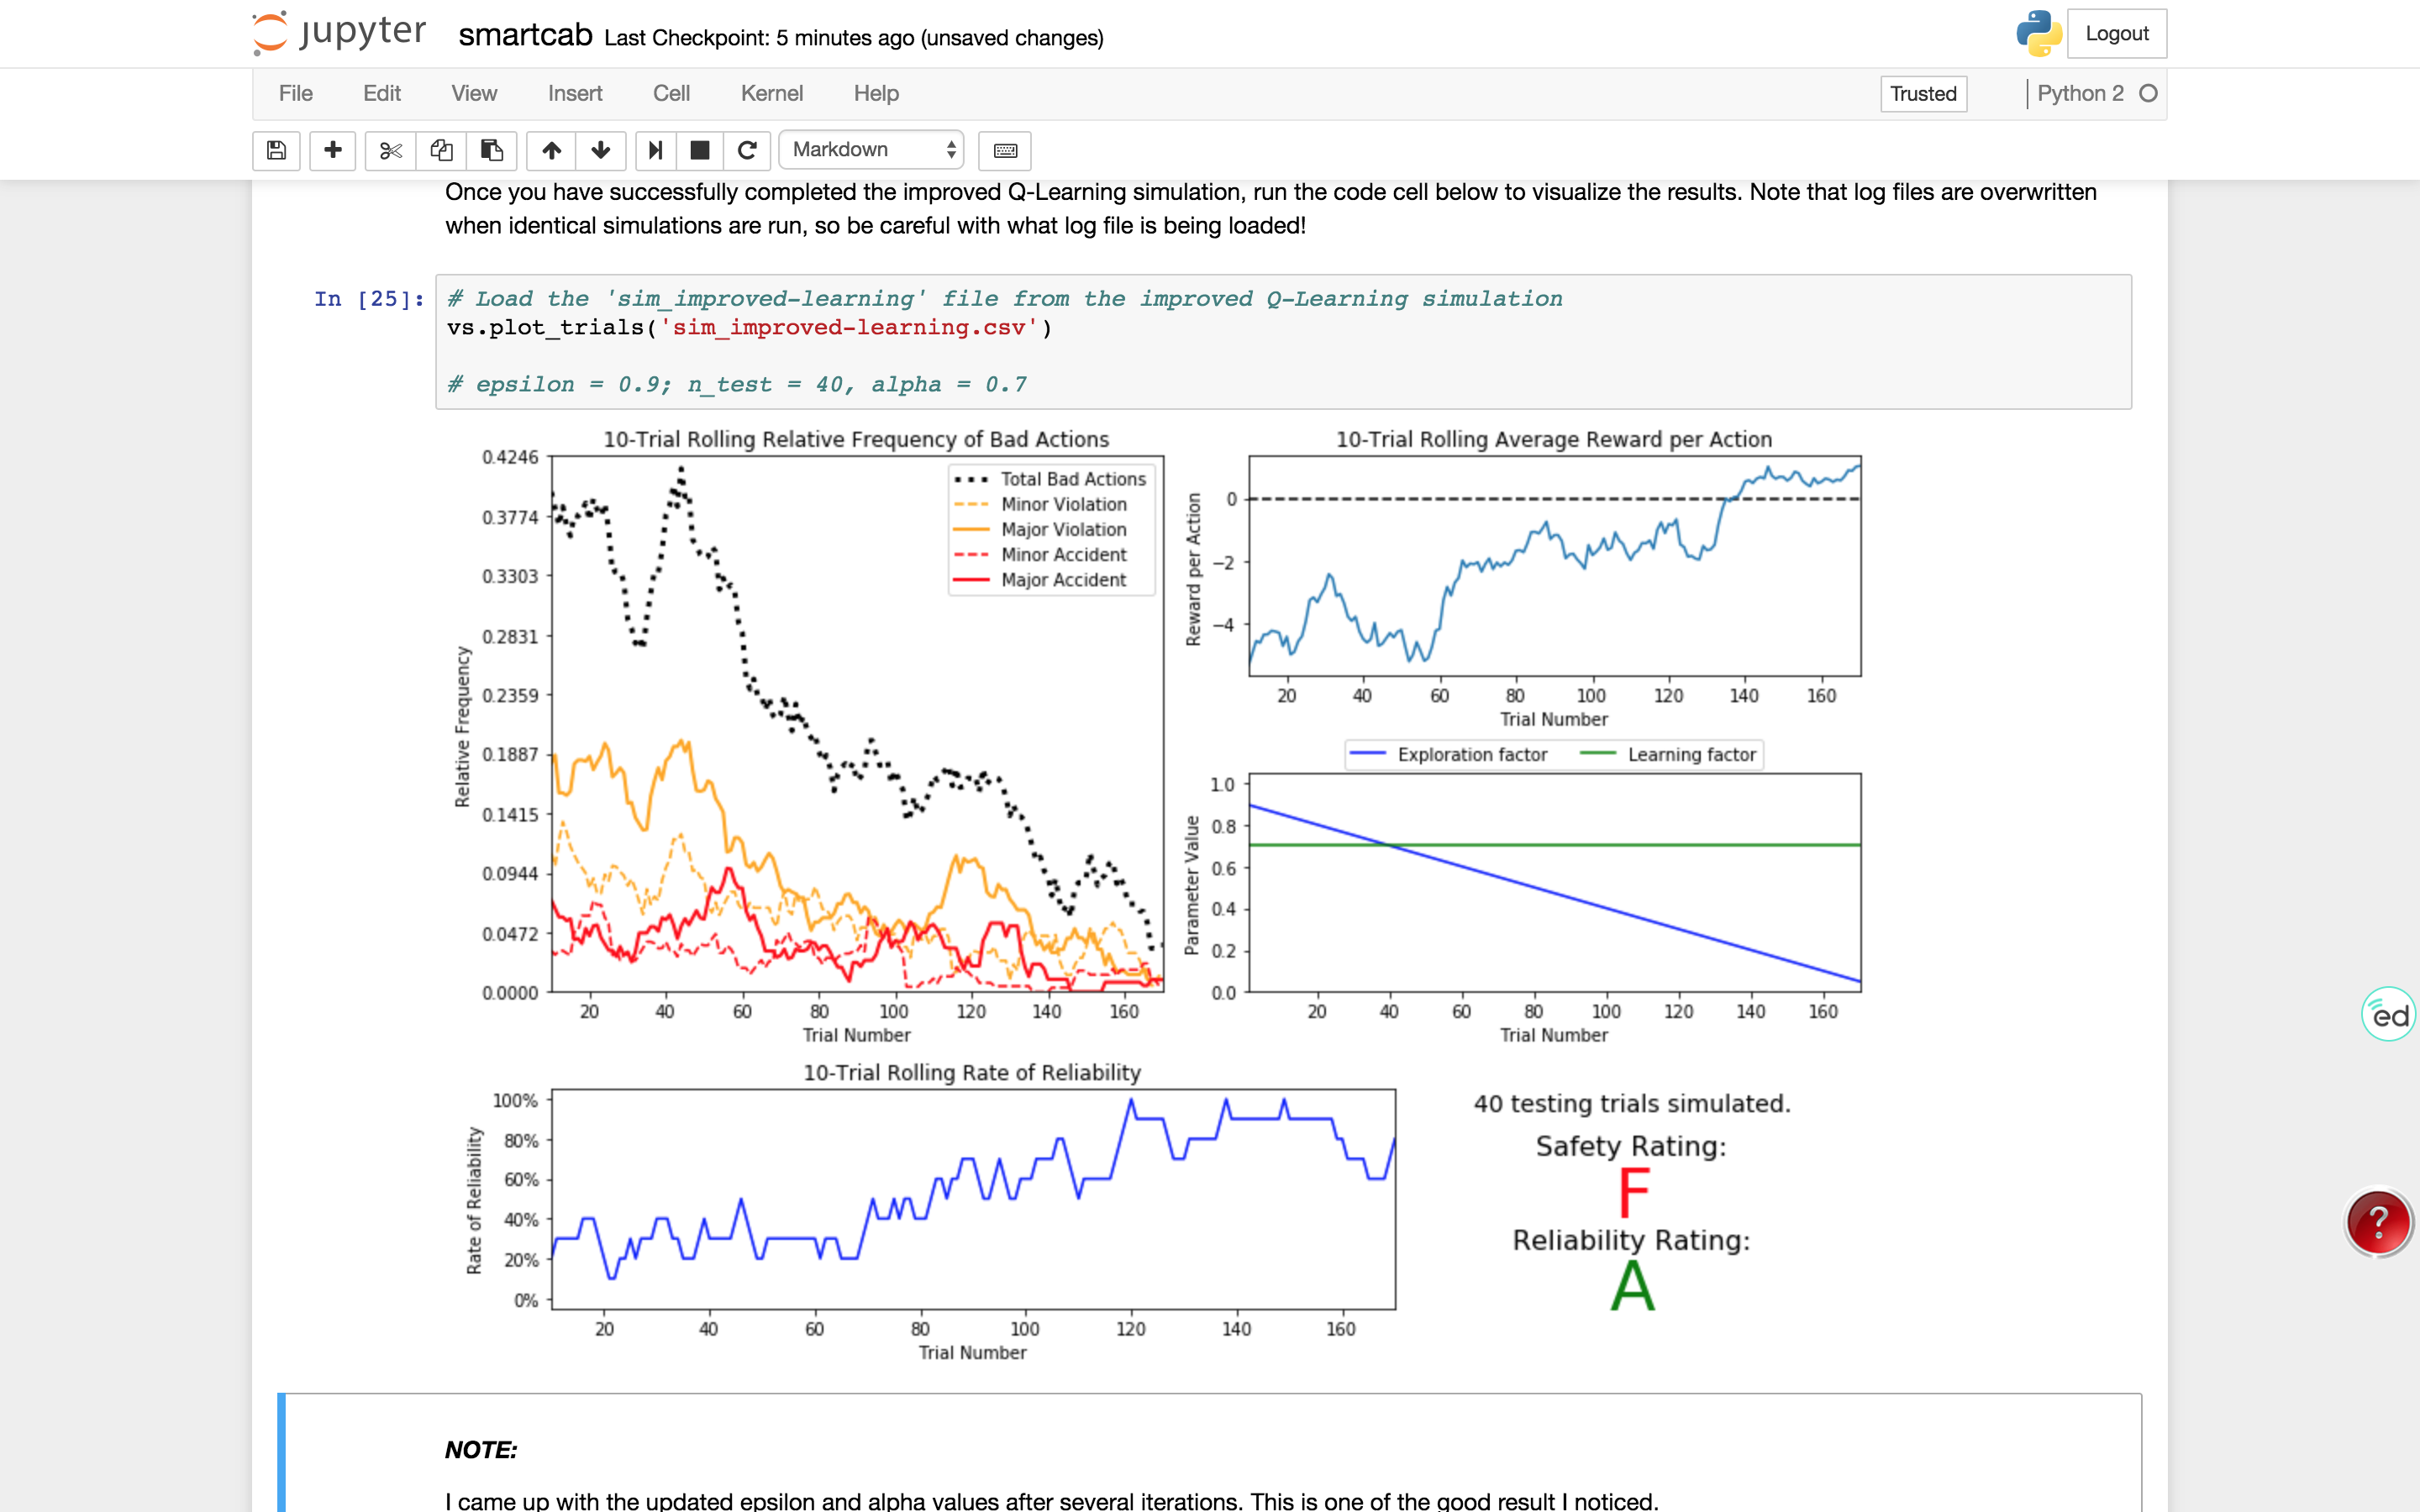 jupyter smartcab Last Checkpoint: 5 minutes ago (unsaved changes) Logout
File Edit View Insert Cell Kernel Help Trusted Python 2
Markdown
Once you have successfully completed the improved Q-Learning simulation, run the code cell below to visualize the results. Note that log files are overwritten
when identical simulations are run, so be careful with what log file is being loaded!
In [25]:
# Load the 'sim_improved-learning' file from the improved Q-Learning simulation
vs.plot_trials('sim_improved-learning.csv')
# epsilon = 0.9; n_test = 40, alpha = 0.7
10-Trial Rolling Relative Frequency of Bad Actions
0.4246
0.3774
0.3303
0.2831
0.2359
0.1887
0.1415
0.0944
0.0472
0.0000
Relative Frequency
Total Bad Actions
Minor Violation
Major Violation
Minor Accident
Major Accident
20 40 60 80 100 120 140 160
Trial Number
10-Trial Rolling Average Reward per Action
0
−2
−4
Reward per Action
20 40 60 80 100 120 140 160
Trial Number
Exploration factor Learning factor
1.0
0.8
0.6
0.4
0.2
0.0
Parameter Value
20 40 60 80 100 120 140 160
Trial Number
10-Trial Rolling Rate of Reliability
100%
80%
60%
40%
20%
0%
Rate of Reliability
20 40 60 80 100 120 140 160
Trial Number
40 testing trials simulated.
Safety Rating:
F
Reliability Rating:
A
ed
?
NOTE:
I came up with the updated epsilon and alpha values after several iterations. This is one of the good result I noticed.